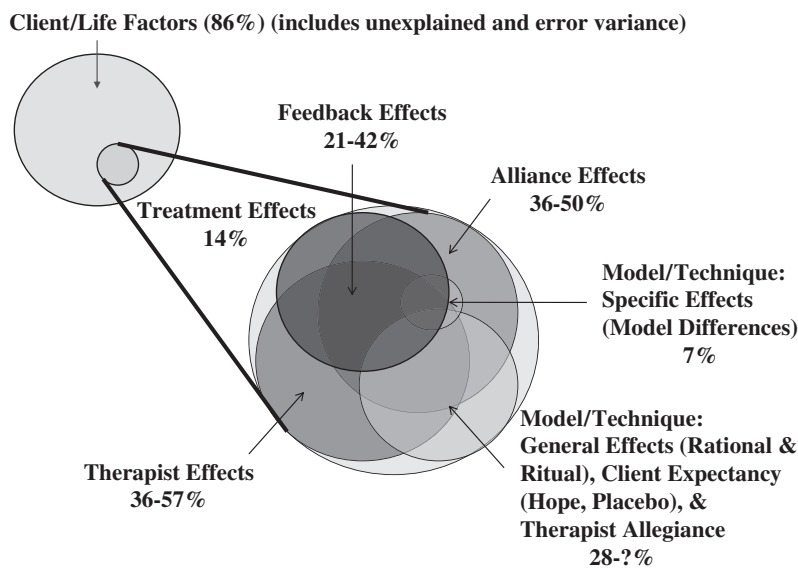 Client/Life Factors (86%) (includes unexplained and error variance)
Feedback Effects
21-42%
Alliance Effects
36-50%
Treatment Effects
14%
Model/Technique:
Specific Effects
(Model Differences)
7%
Model/Technique:
General Effects (Rational &
Ritual), Client Expectancy
(Hope, Placebo), &
Therapist Allegiance
28-?%
Therapist Effects
36-57%